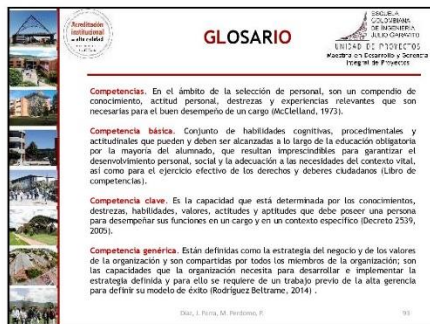 Acreditación
institucional
de alta calidad
GLOSARIO
ESCUELA
COLOMBIANA
DE INGENIERÍA
JULIO GARAVITO
UNIDAD DE PROYECTOS
Maestría en Desarrollo y Gerencia
Integral de Proyectos
Competencias. En el ámbito de la selección de personal, son un compendio de
conocimiento, actitud personal, destrezas y experiencias relevantes que son
necesarias para el buen desempeño de un cargo (McClelland, 1973).
Competencia básica. Conjunto de habilidades cognitivas, procedimentales y
actitudinales que pueden y deben ser alcanzadas a lo largo de la educación obligatoria
por la mayoría del alumnado, que resultan imprescindibles para garantizar el
desenvolvimiento personal, social y la adecuación a las necesidades del contexto vital,
así como para el ejercicio efectivo de los derechos y deberes ciudadanos (Libro de
competencias).
Competencia clave. Es la capacidad que está determinada por los conocimientos,
destrezas, habilidades, valores, actitudes y aptitudes que debe poseer una persona
para desempeñar sus funciones en un cargo y en un contexto específico (Decreto 2539,
2005).
Competencia genérica. Están definidas como la estrategia del negocio y de los valores
de la organización y son compartidas por todos los miembros de la organización; son
las capacidades que la organización necesita para desarrollar e implementar la
estrategia definida y para ello se requiere de un trabajo previo de la alta gerencia
para definir su modelo de éxito (Rodríguez Beltrame, 2014) .
Díaz, J. Parra, M. Perdomo, P.
93